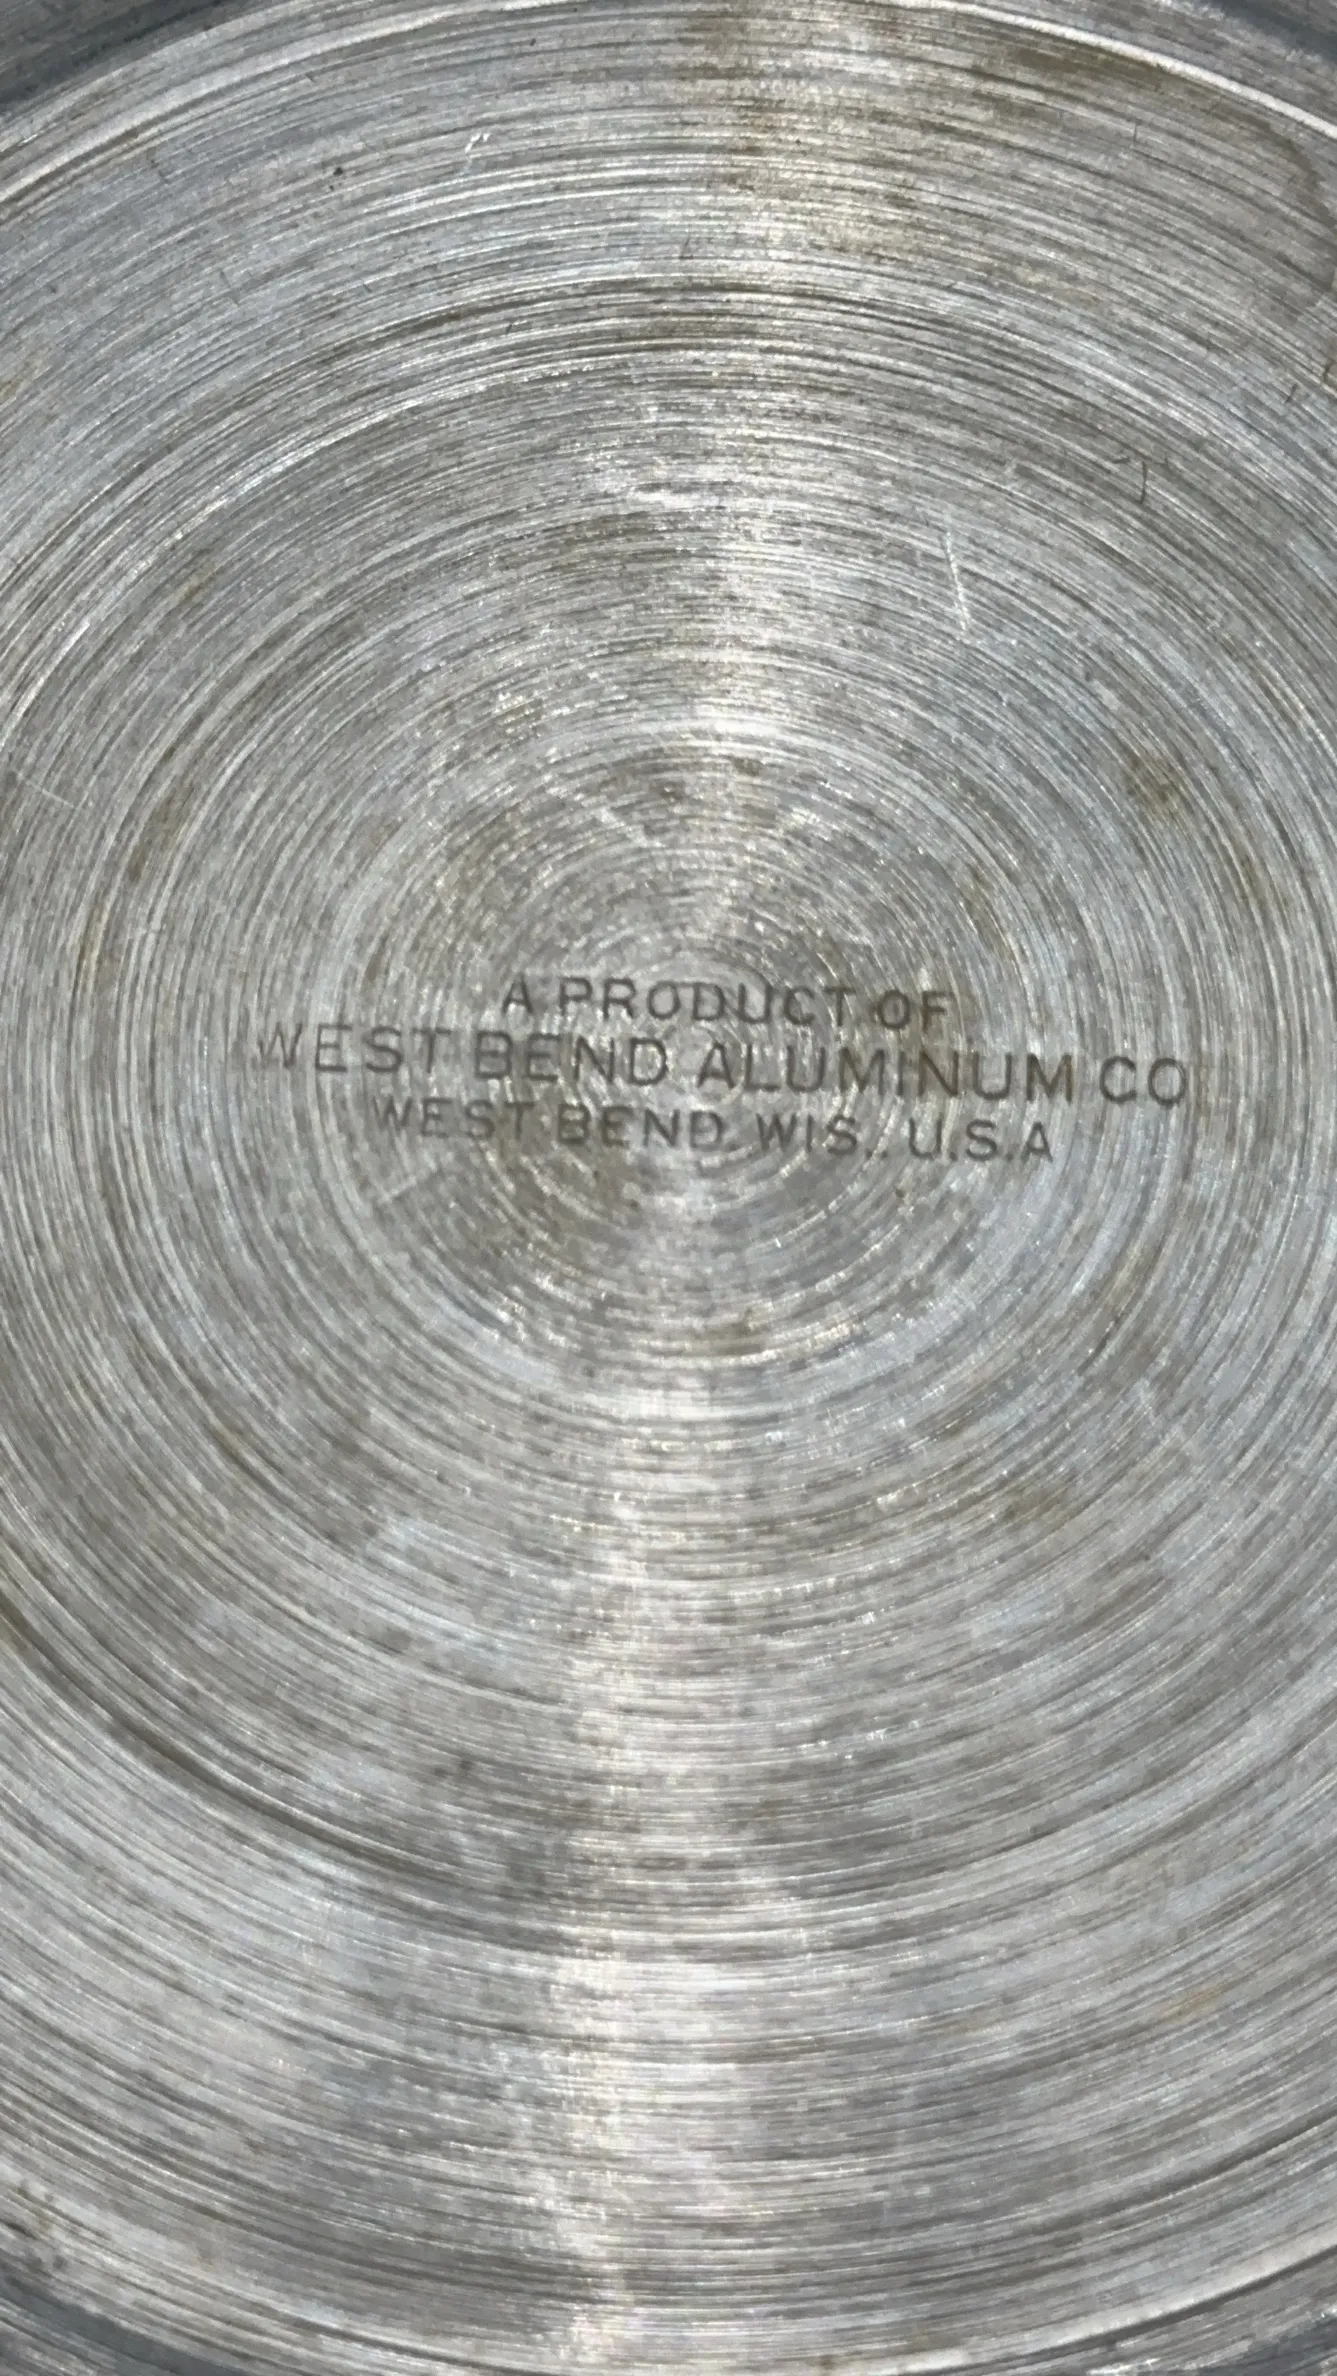 A PRODUCT OF
WEST BEND ALUMINUM CO
WEST BEND, WIS., U.S.A